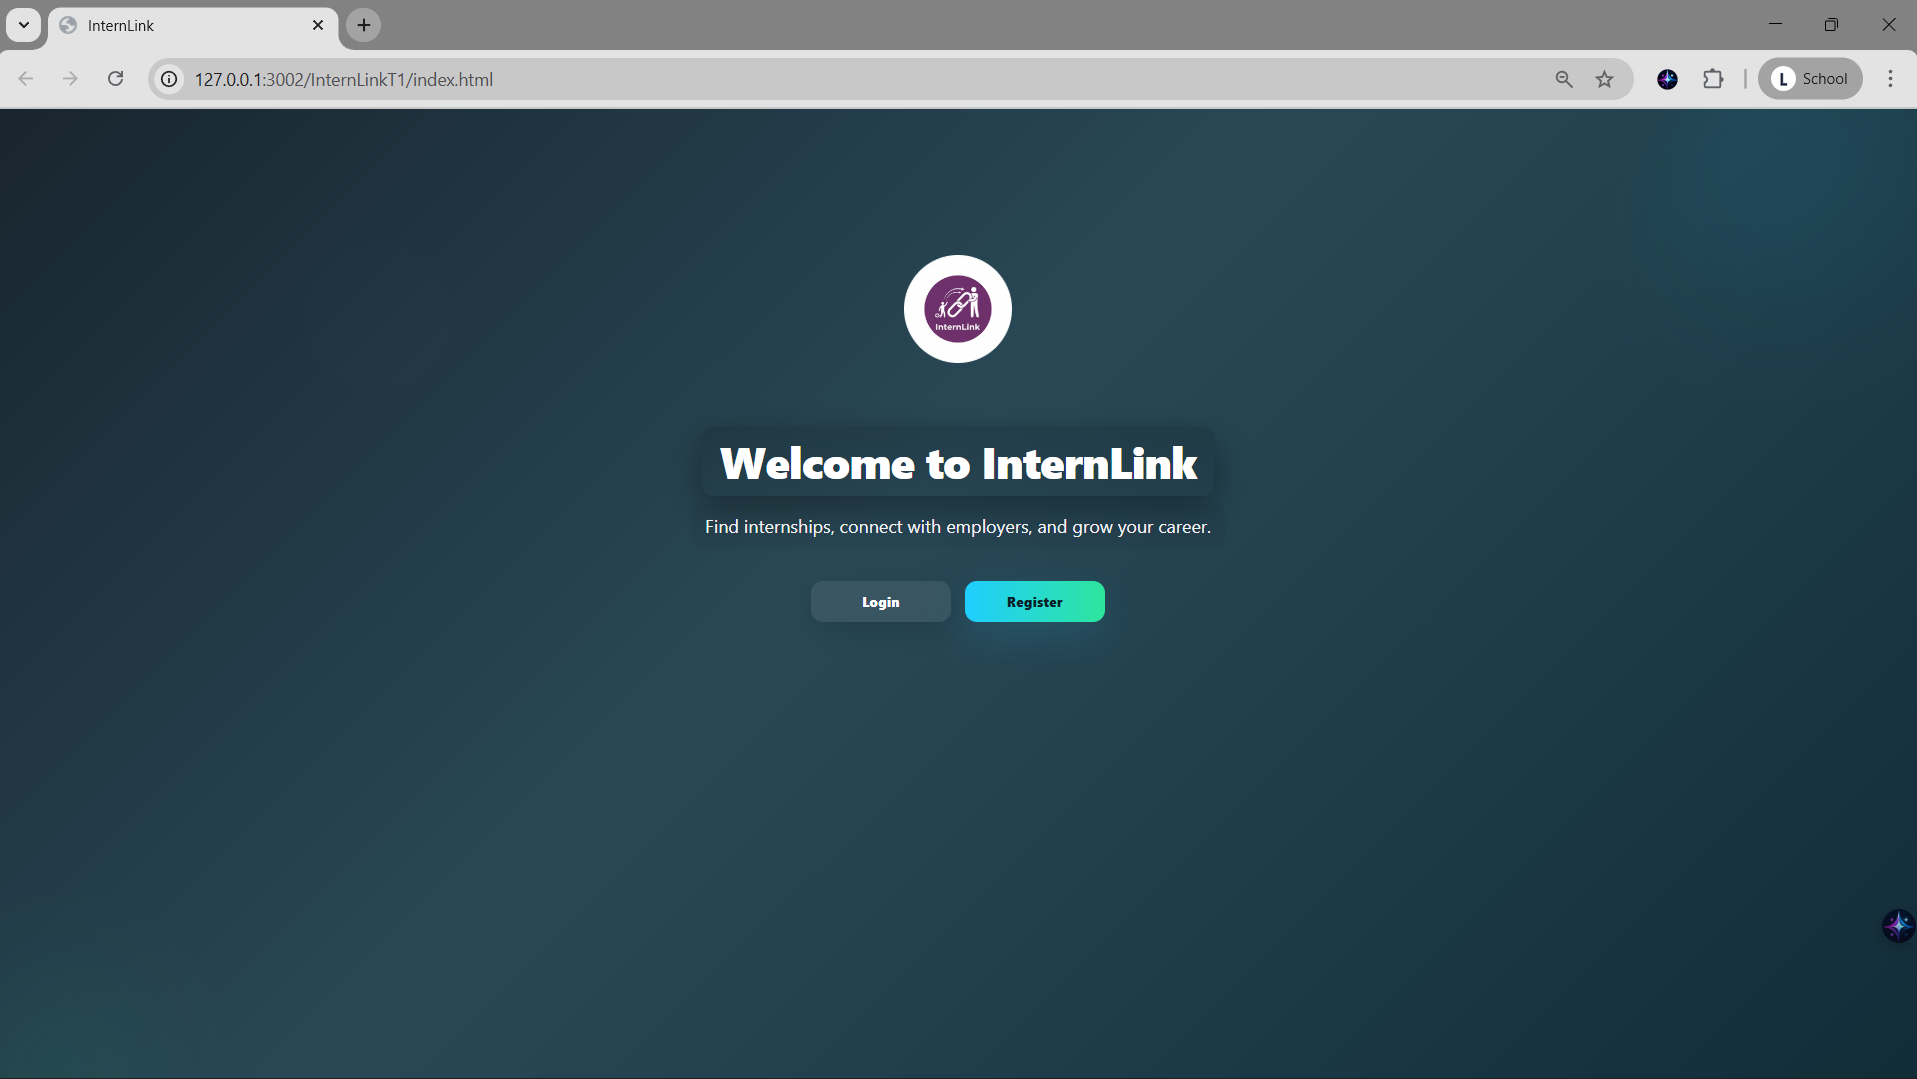 InternLink
127.0.0.1:3002/InternLinkT1/index.html
L School
InternLink
Welcome to InternLink
Find internships, connect with employers, and grow your career.
Login Register